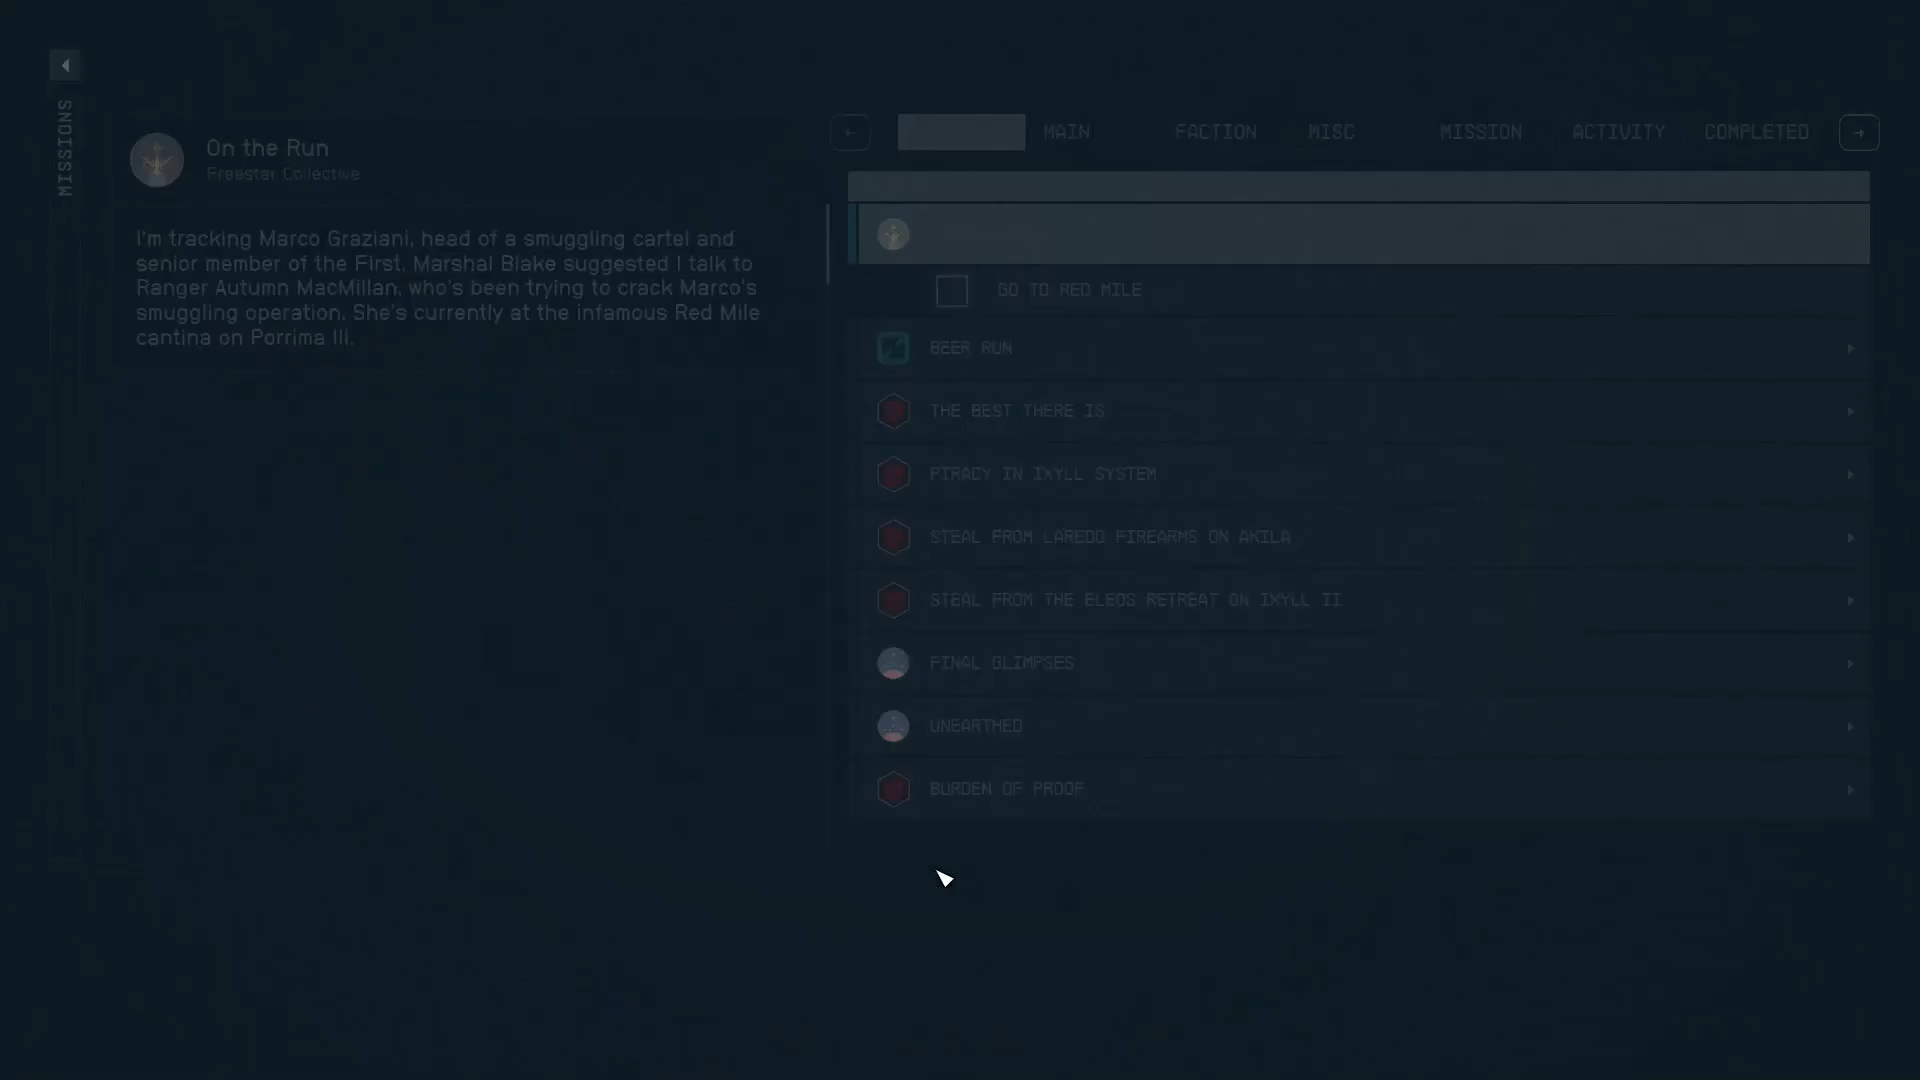 MISSIONS
On the Run
Freestar Collective
I'm tracking Marco Graziani, head of a smuggling cartel and
senior member of the First. Marshal Blake suggested I talk to
Ranger Autumn MacMillan, who's been trying to crack Marco's
smuggling operation. She's currently at the infamous Red Mile
cantina on Porrima III.
MAIN FACTION MISC MISSION ACTIVITY COMPLETED
GO TO RED MILE
BEER RUN
THE BEST THERE IS
PIRACY IN IXYLL SYSTEM
STEAL FROM LAREDO FIREARMS ON AKILA
STEAL FROM THE ELEOS RETREAT ON IXYLL II
FINAL GLIMPSES
UNEARTHED
BURDEN OF PROOF